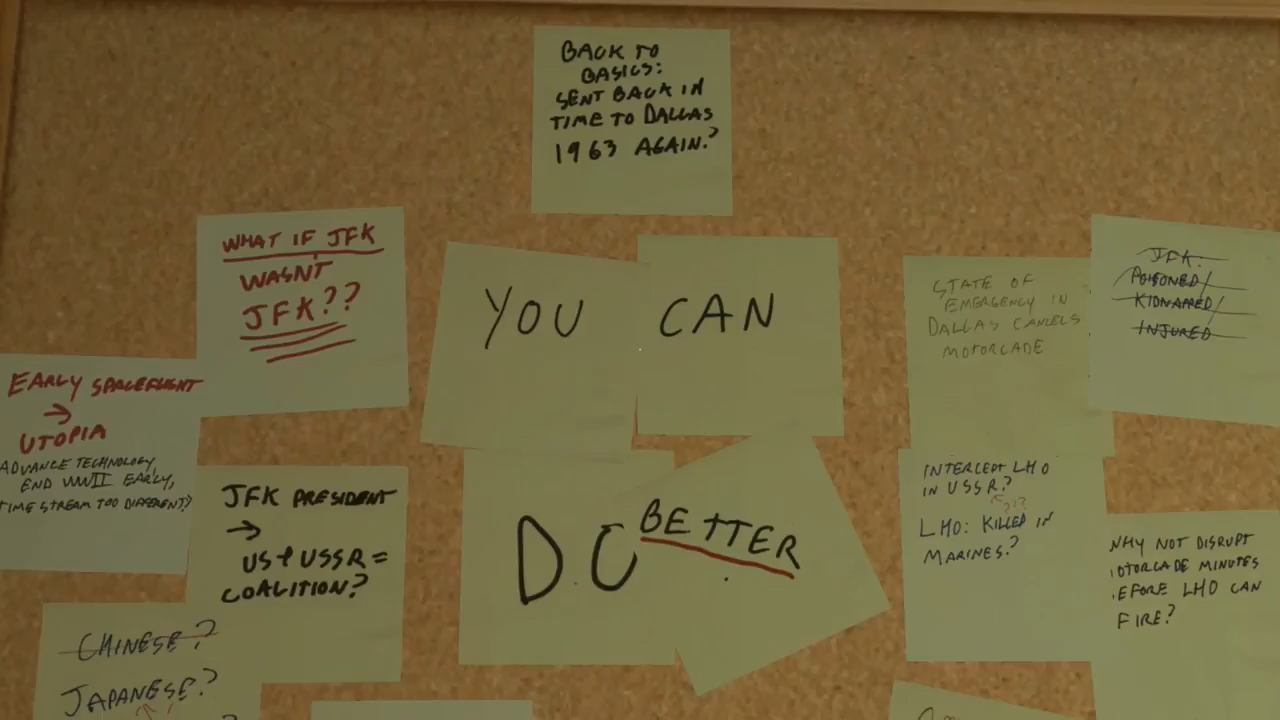 BACK TO
BASICS:
SENT BACK IN
TIME TO DALLAS
1963 AGAIN?
WHAT IF JFK
WASN'T
JFK??
YOU CAN
DO BETTER
STATE OF
EMERGENCY IN
DALLAS CANCELS
MOTORCADE
JFK:
POISONED/
KIDNAPPED/
INJURED
EARLY SPACEFLIGHT
→
UTOPIA
ADVANCE TECHNOLOGY,
END WWII EARLY,
TIME STREAM TOO DIFFERENT?
JFK PRESIDENT
→
US + USSR =
COALITION?
INTERCEPT LHO
IN USSR?
LHO: KILLED IN
MARINES?
WHY NOT DISRUPT
OTORCADE MINUTES
EFORE LHO CAN
FIRE?
CHINESE?
JAPANESE?